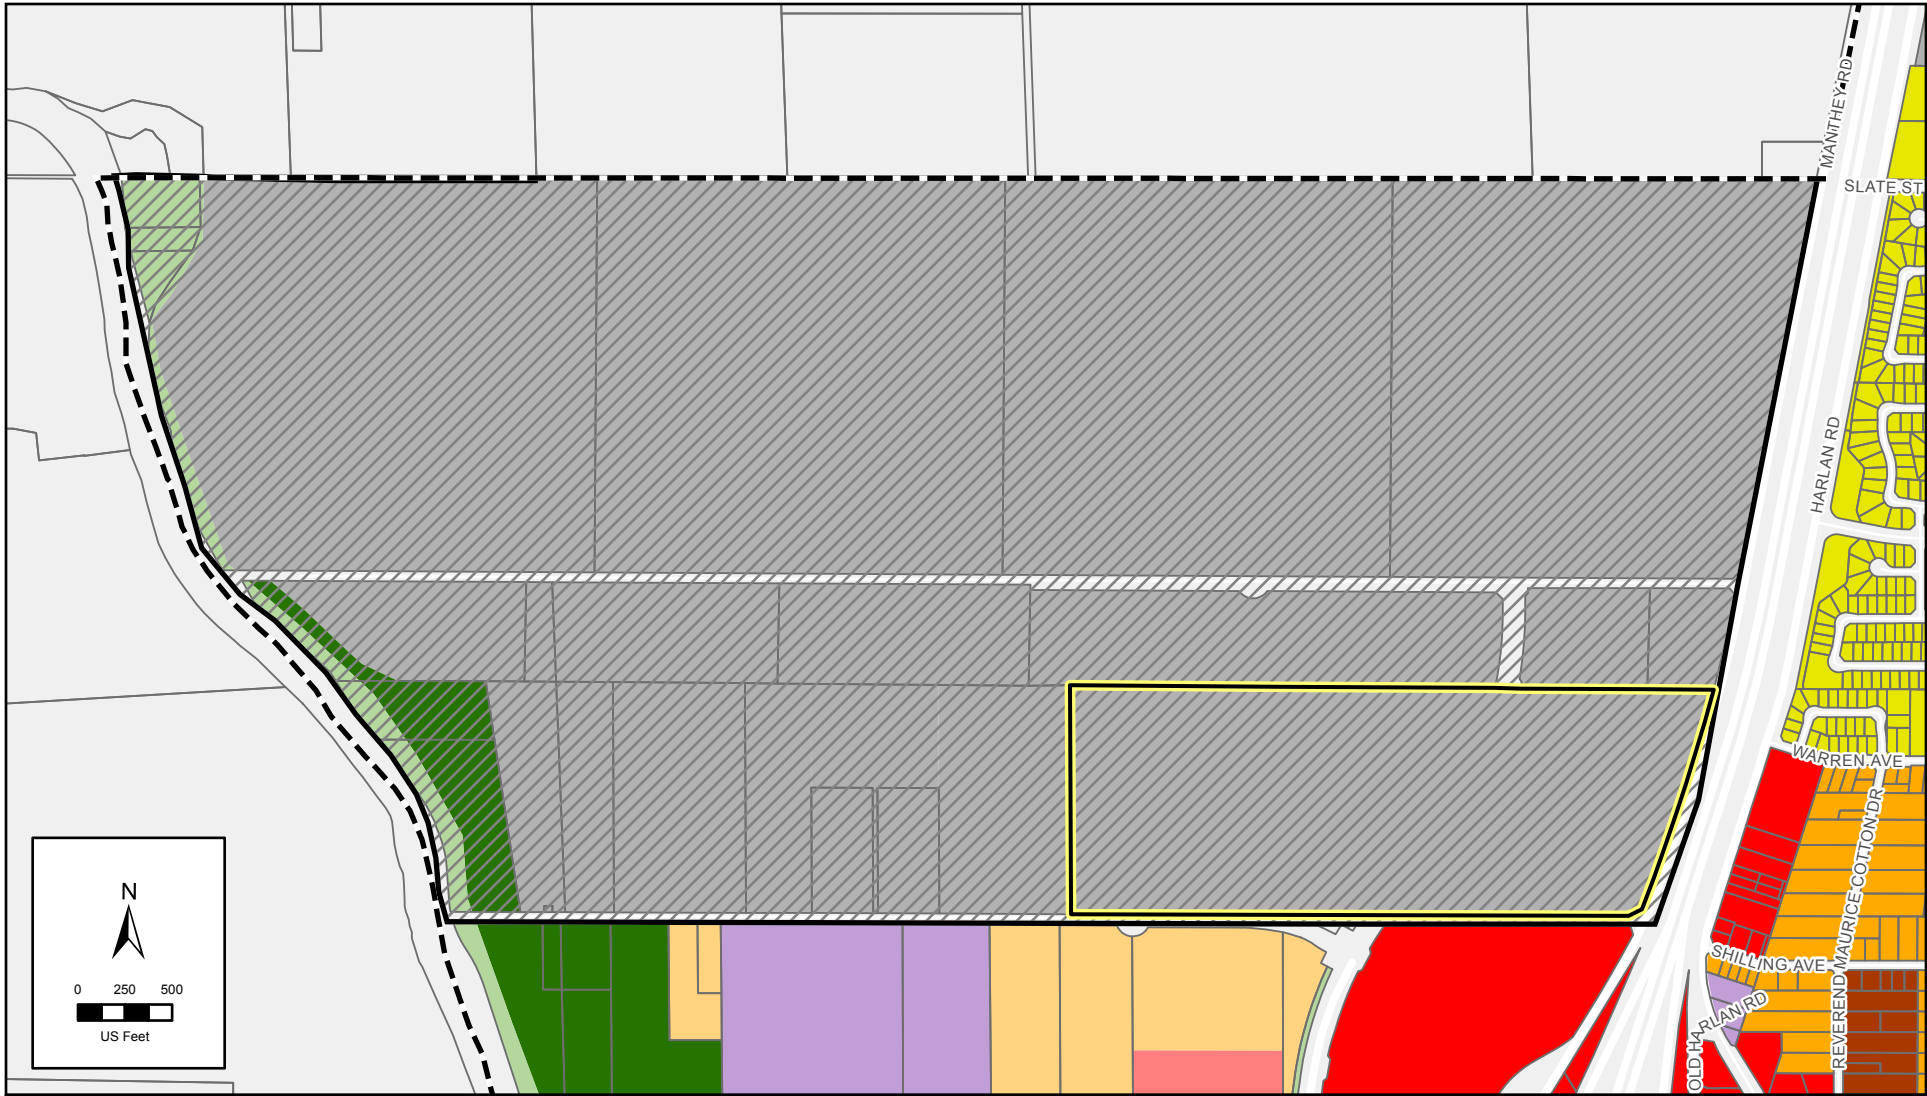 MANTHEY RD
SLATE ST
HARLAN RD
WARREN AVE
REVEREND MAURICE COTTON DR
SHILLING AVE
OLD HARLAN RD
N
0 250 500
US Feet